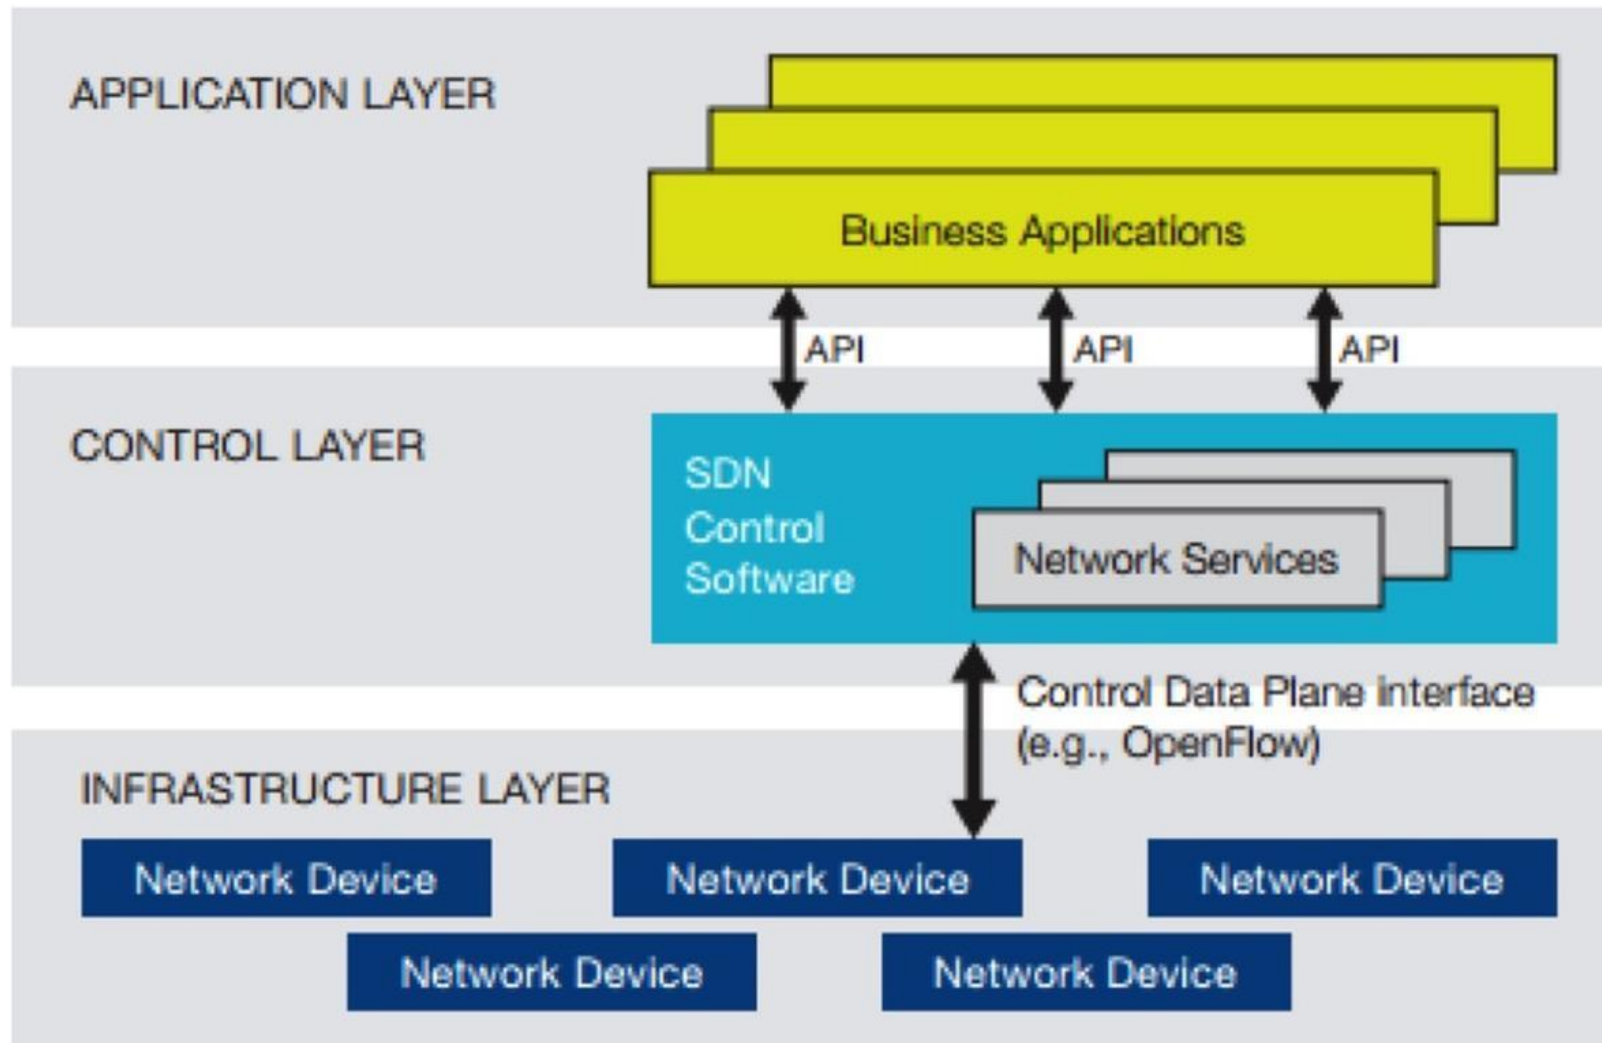 APPLICATION LAYER
Business Applications
API
API
API
CONTROL LAYER
SDN
Control
Software
Network Services
Control Data Plane interface
(e.g., OpenFlow)
INFRASTRUCTURE LAYER
Network Device
Network Device
Network Device
Network Device
Network Device